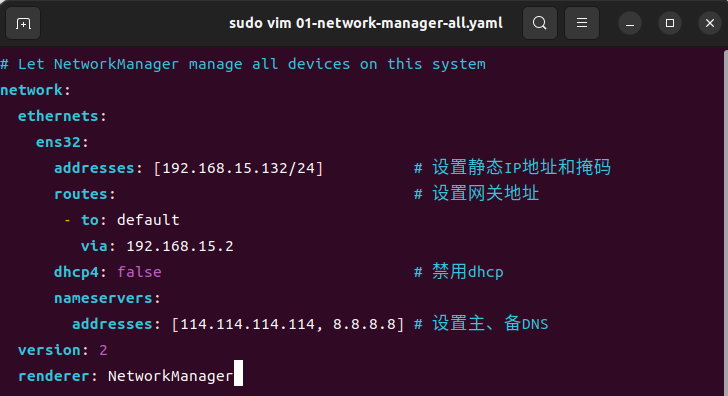 sudo vim 01-network-manager-all.yaml
# Let NetworkManager manage all devices on this system
network:
  ethernets:
    ens32:
      addresses: [192.168.15.132/24]          # 设置静态IP地址和掩码
      routes:                                 # 设置网关地址
       - to: default
         via: 192.168.15.2
      dhcp4: false                            # 禁用dhcp
      nameservers:
        addresses: [114.114.114.114, 8.8.8.8] # 设置主、备DNS
  version: 2
  renderer: NetworkManager